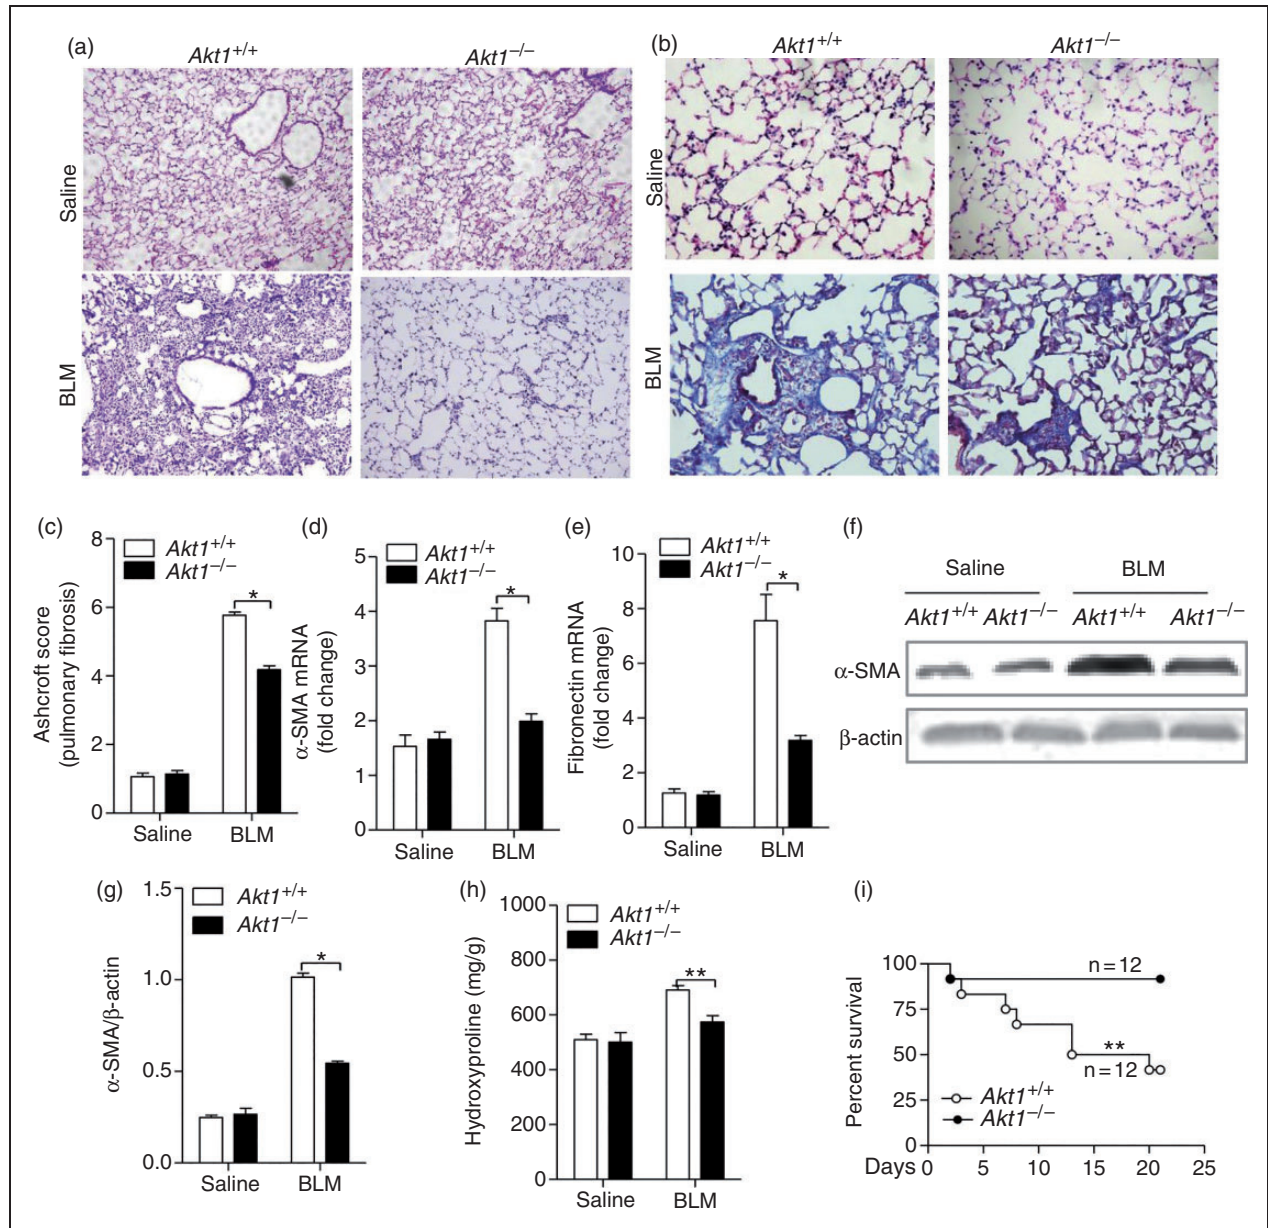 (a)
Akt1+/+
Akt1−/−
Saline
BLM
(b)
Akt1+/+
Akt1−/−
Saline
BLM
(c)
Ashcroft score
(pulmonary fibrosis)
8
6
4
2
0
Akt1+/+
Akt1−/−
*
Saline
BLM
(d)
α-SMA mRNA
(fold change)
5
4
3
2
1
0
Akt1+/+
Akt1−/−
*
Saline
BLM
(e)
Fibronectin mRNA
(fold change)
10
8
6
4
2
0
Akt1+/+
Akt1−/−
*
Saline
BLM
(f)
Saline BLM
Akt1+/+ Akt1−/− Akt1+/+ Akt1−/−
α-SMA
β-actin
(g)
α-SMA/β-actin
1.5
1.0
0.5
0.0
Akt1+/+
Akt1−/−
*
Saline
BLM
(h)
Hydroxyproline (mg/g)
1000
800
600
400
200
0
Akt1+/+
Akt1−/−
**
Saline
BLM
(i)
Percent survival
100
75
50
25
0
n=12
**
n=12
Akt1+/+
Akt1−/−
Days 0 5 10 15 20 25